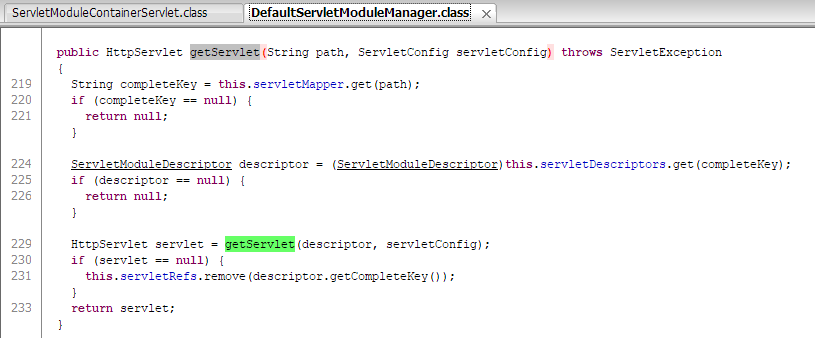 ServletModuleContainerServlet.class DefaultServletModuleManager.class
public HttpServlet getServlet(String path, ServletConfig servletConfig) throws ServletException
{
219 String completeKey = this.servletMapper.get(path);
220 if (completeKey == null) {
221 return null;
}
224 ServletModuleDescriptor descriptor = (ServletModuleDescriptor)this.servletDescriptors.get(completeKey);
225 if (descriptor == null) {
226 return null;
}
229 HttpServlet servlet = getServlet(descriptor, servletConfig);
230 if (servlet == null) {
231 this.servletRefs.remove(descriptor.getCompleteKey());
}
233 return servlet;
}